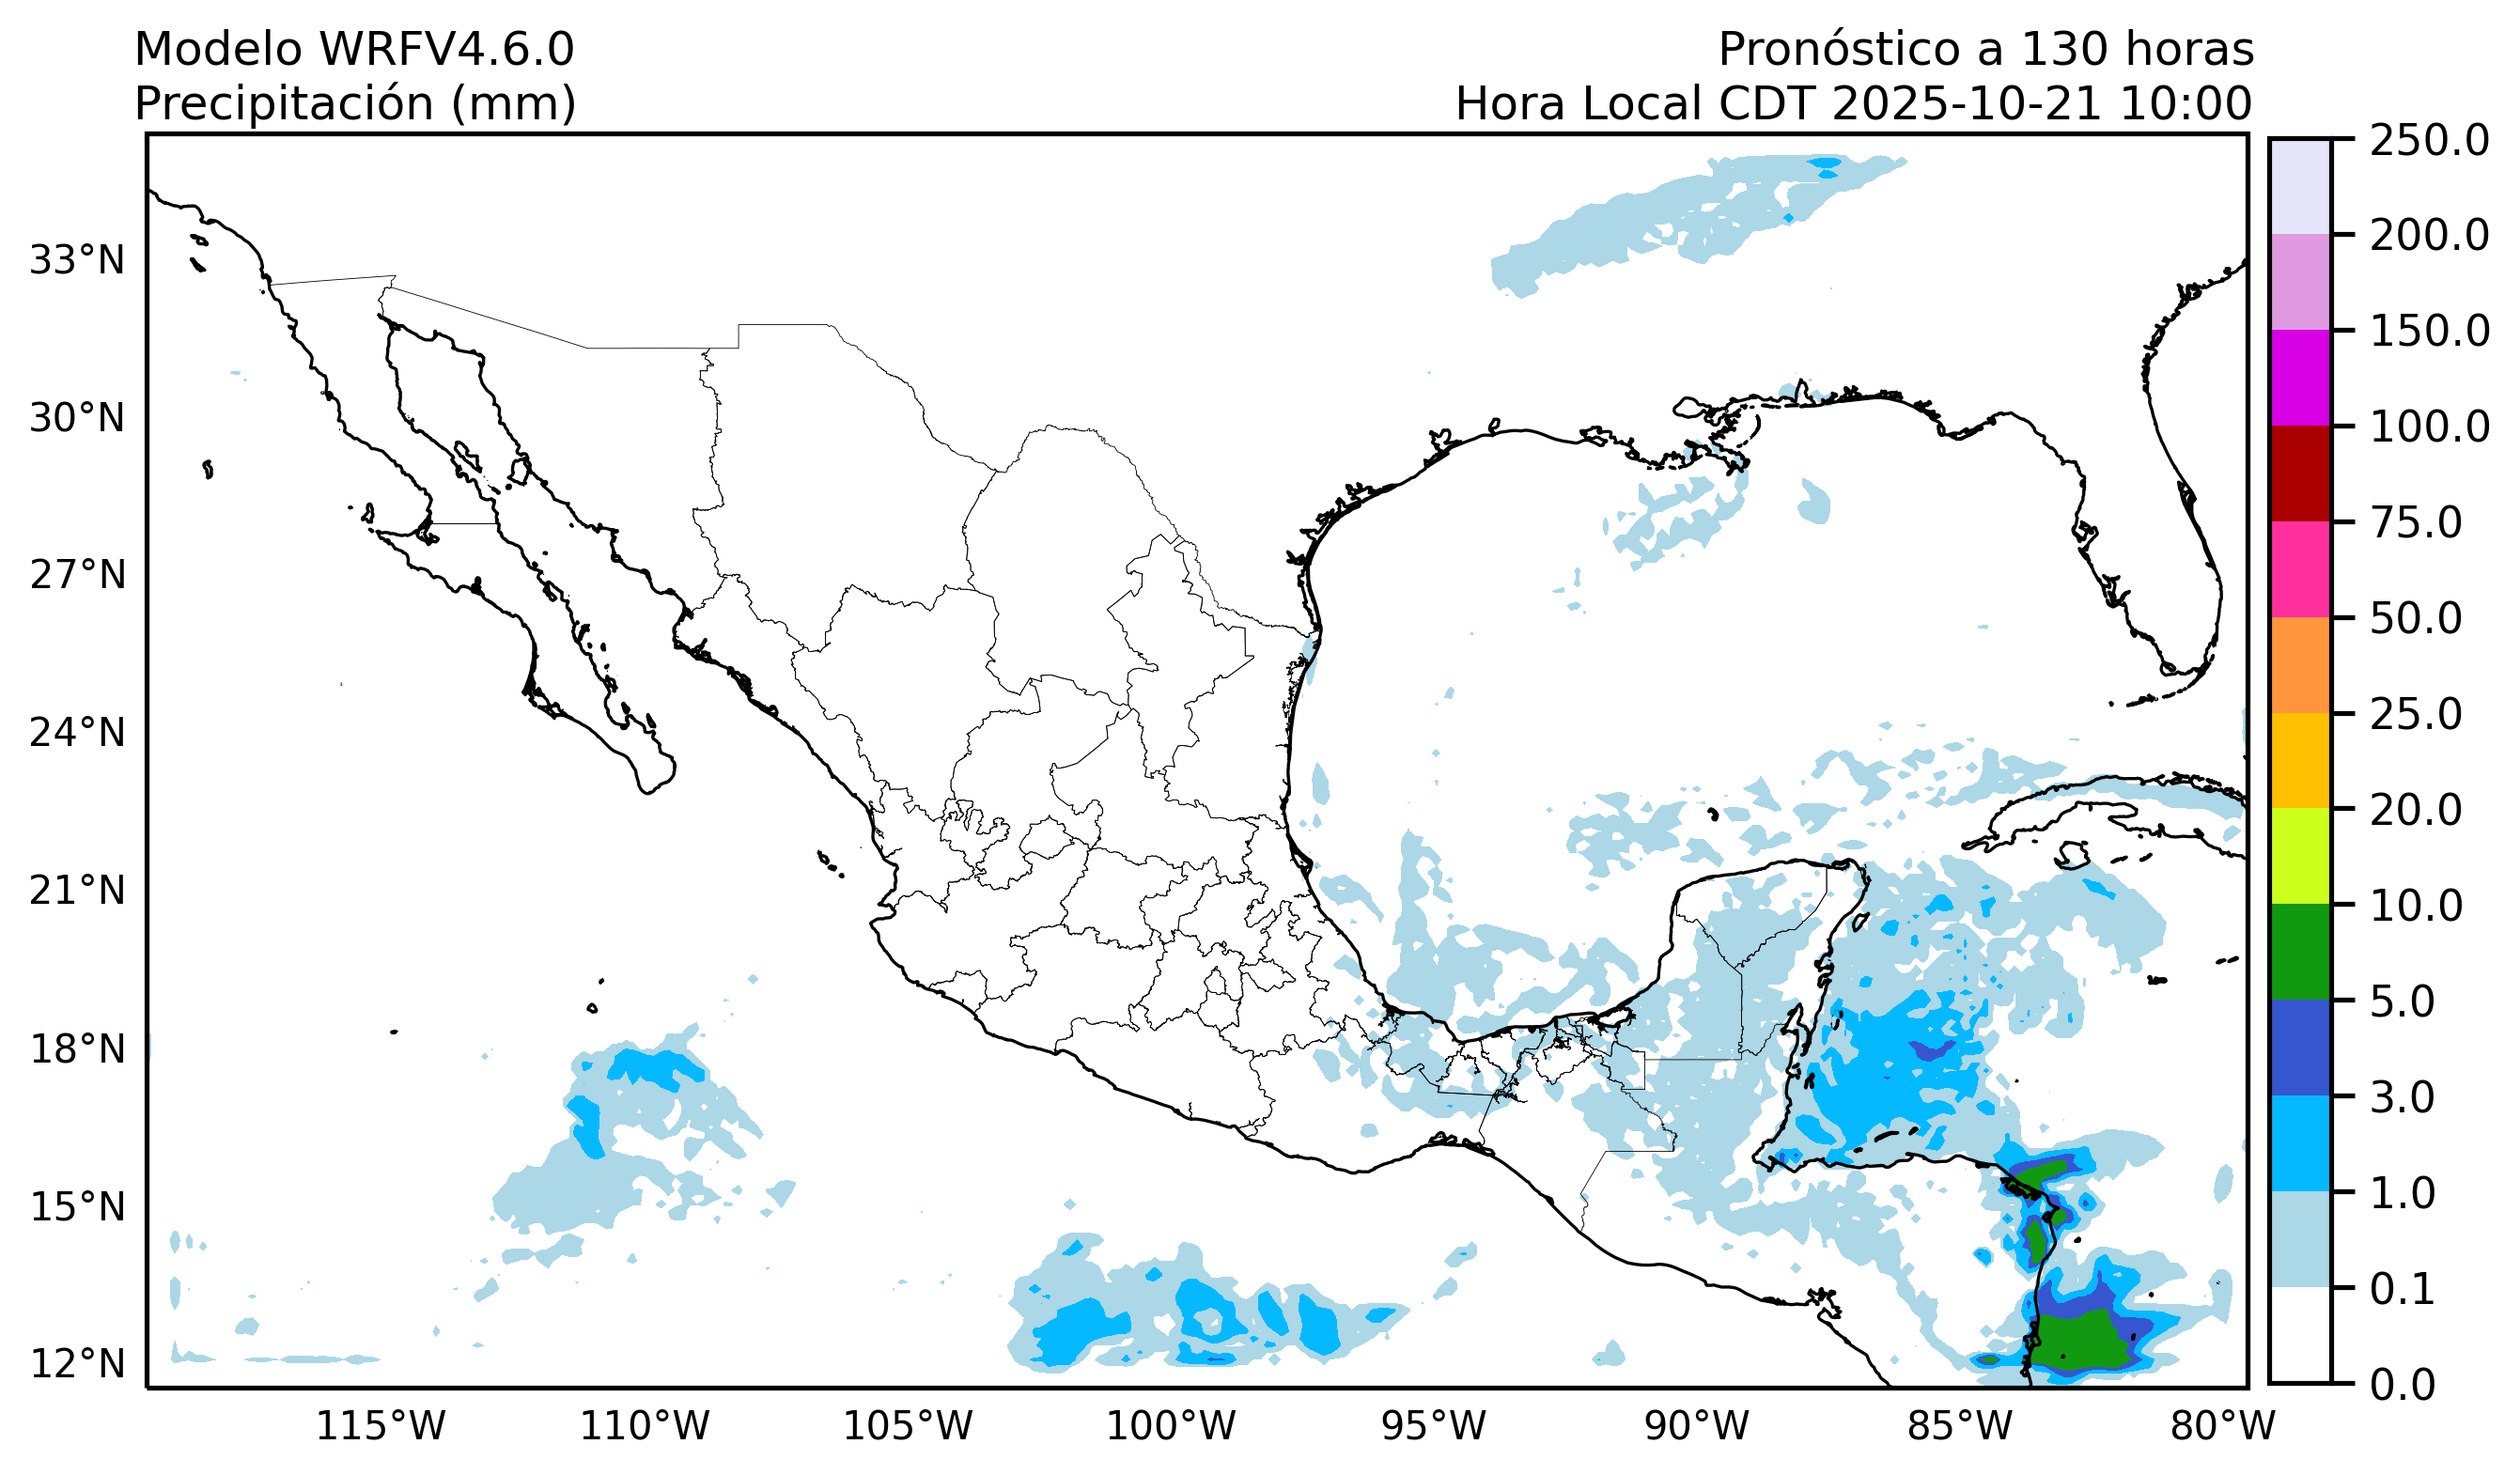 Modelo WRFV4.6.0
Precipitación (mm)
Pronóstico a 130 horas
Hora Local CDT 2025-10-21 10:00
33°N
30°N
27°N
24°N
21°N
18°N
15°N
12°N
115°W
110°W
105°W
100°W
95°W
90°W
85°W
80°W
250.0
200.0
150.0
100.0
75.0
50.0
25.0
20.0
10.0
5.0
3.0
1.0
0.1
0.0